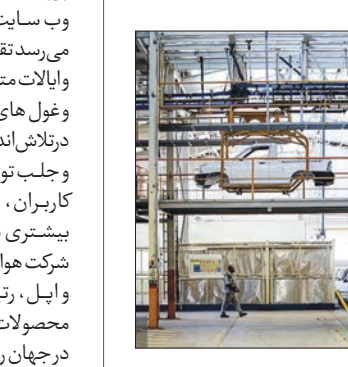 وب سایت
می‌رسد تق
وایالات مت
وغول های
درتلاش‌اند
و جلب تو
کاربران ،
بیشتری
شرکت هوا
و اپل ، رت
محصولات
درجهان ر